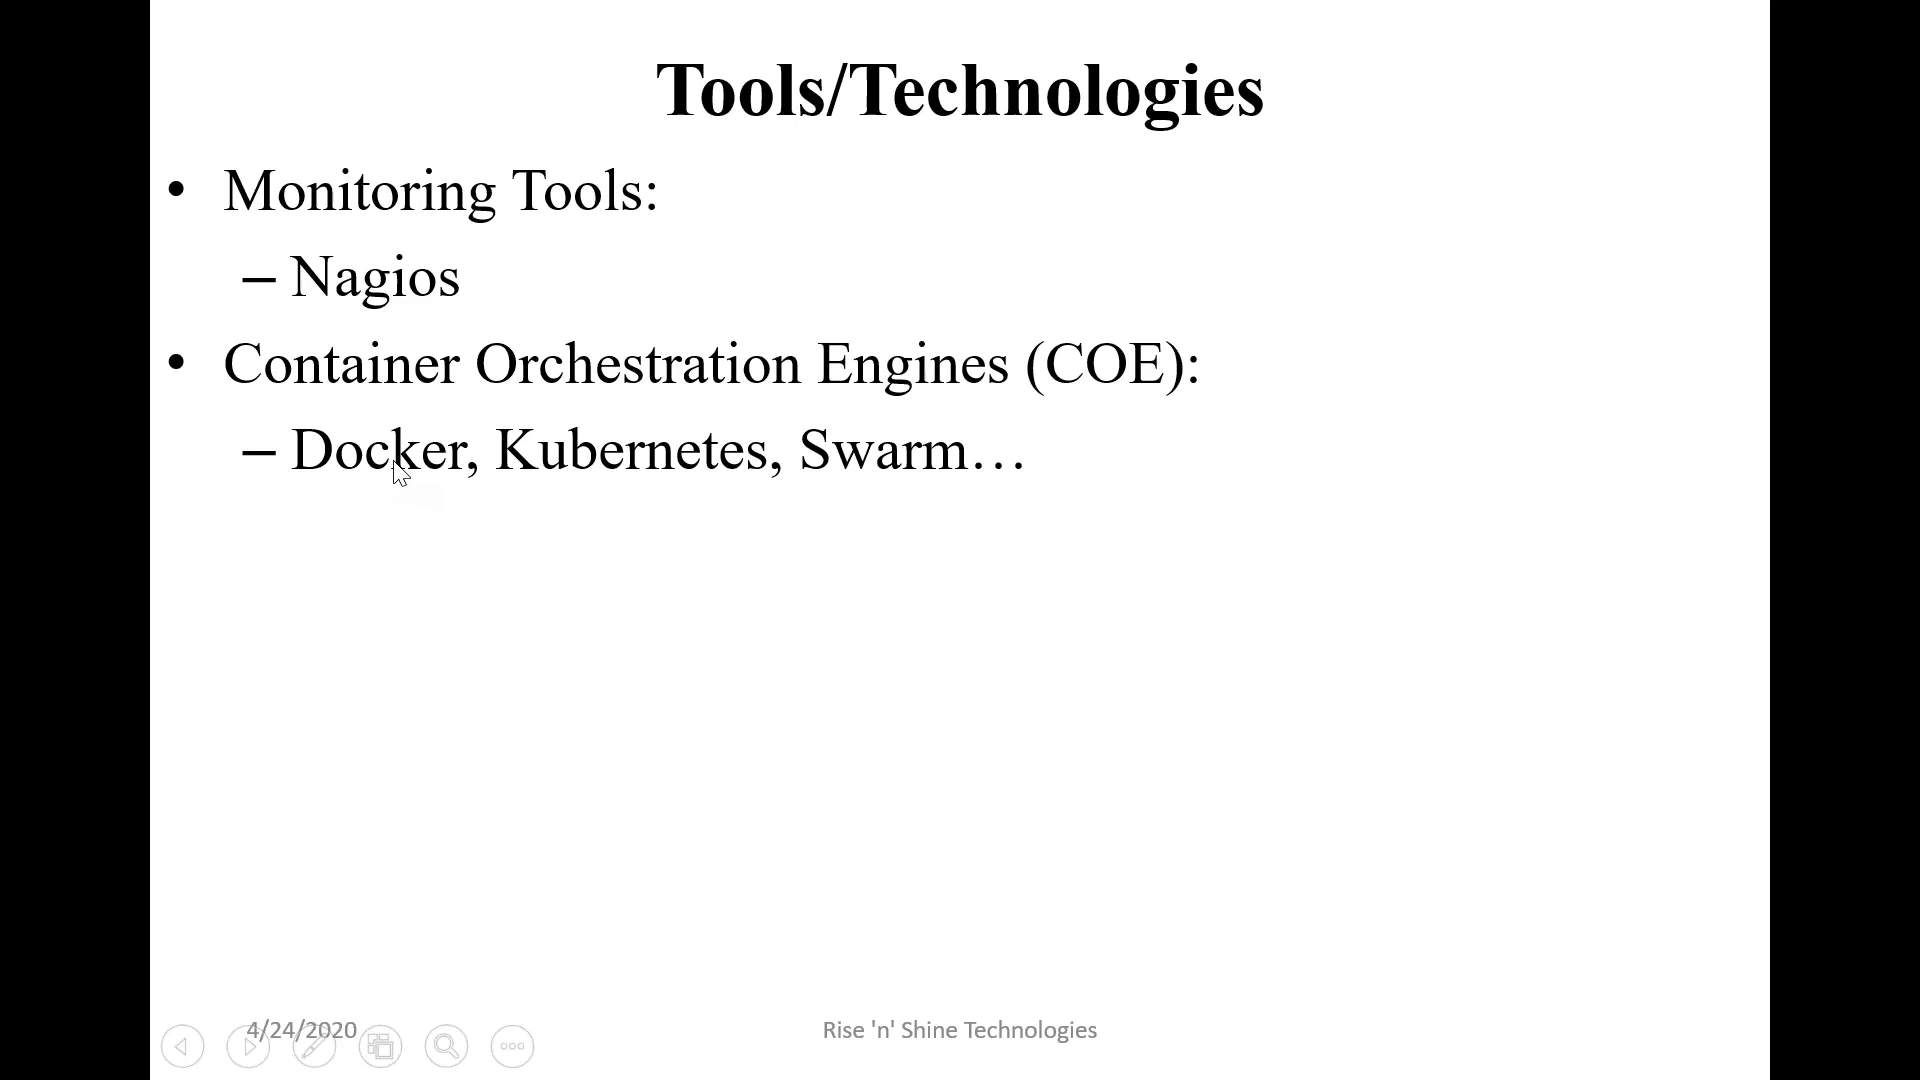 Tools/Technologies
• Monitoring Tools:
– Nagios
• Container Orchestration Engines (COE):
– Docker, Kubernetes, Swarm…
4/24/2020
Rise 'n' Shine Technologies